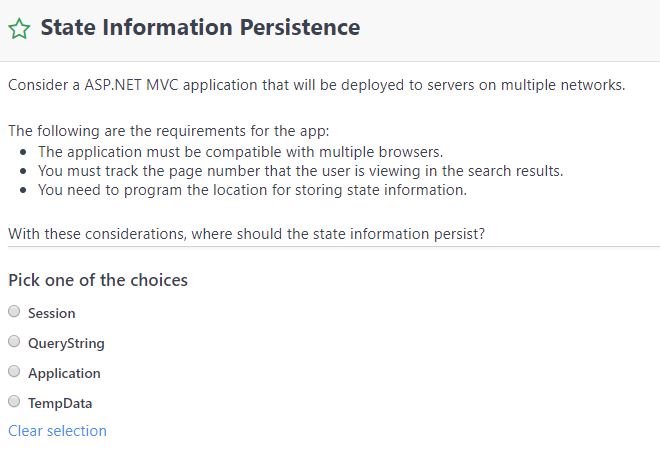 State Information Persistence
Consider a ASP.NET MVC application that will be deployed to servers on multiple networks.
The following are the requirements for the app:
• The application must be compatible with multiple browsers.
• You must track the page number that the user is viewing in the search results.
• You need to program the location for storing state information.
With these considerations, where should the state information persist?
Pick one of the choices
Session
QueryString
Application
TempData
Clear selection